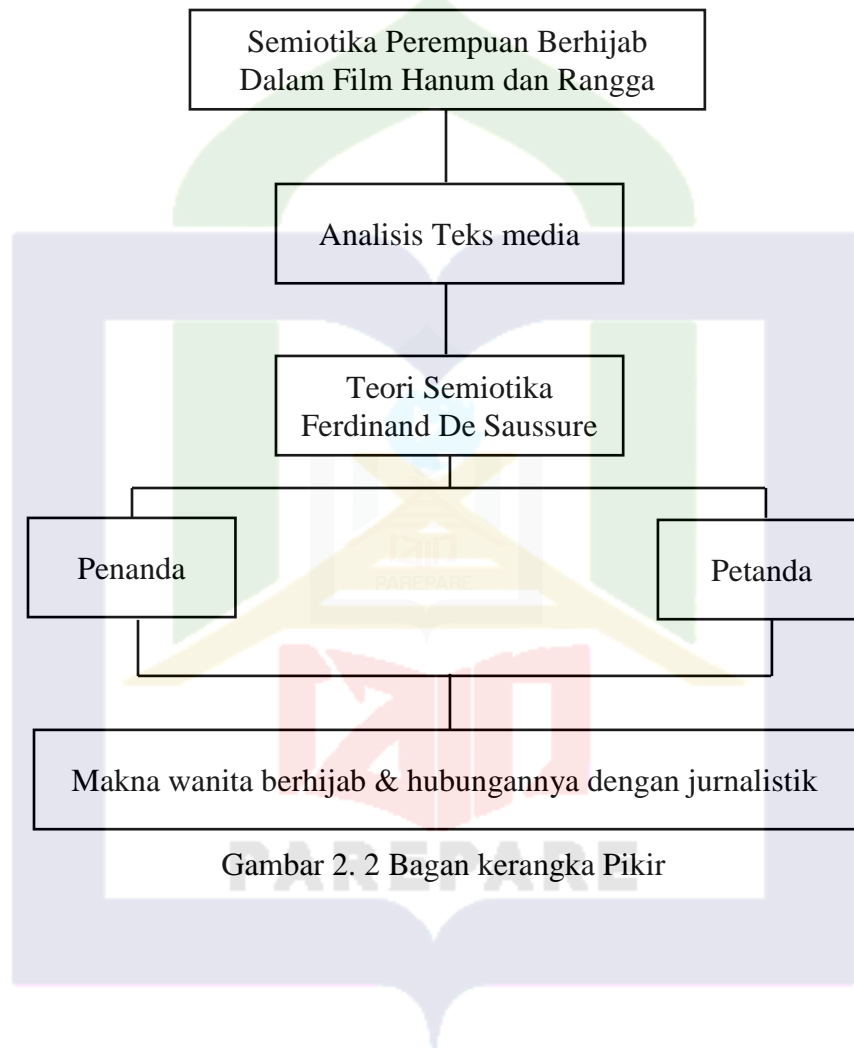 Semiotika Perempuan Berhijab
Dalam Film Hanum dan Rangga
Analisis Teks media
Teori Semiotika
Ferdinand De Saussure
Penanda
Petanda
PAREPARE
Makna wanita berhijab & hubungannya dengan jurnalistik
Gambar 2. 2 Bagan kerangka Pikir
PAREPARE